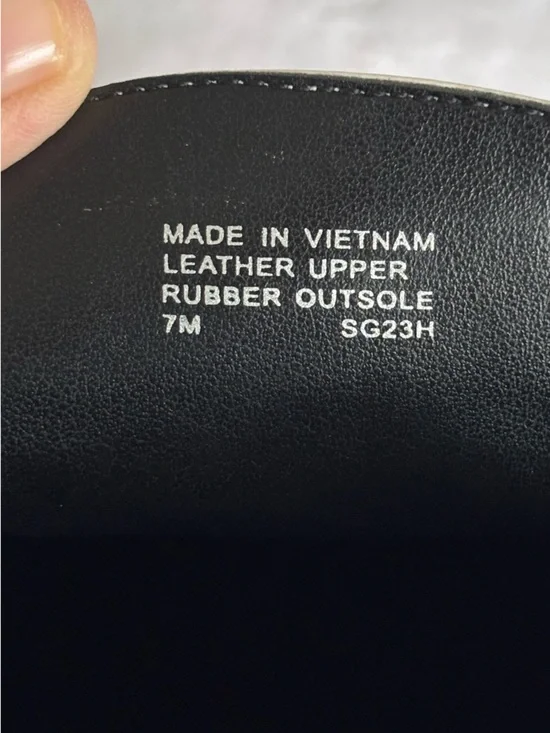 MADE IN VIETNAM
LEATHER UPPER
RUBBER OUTSOLE
7M SG23H